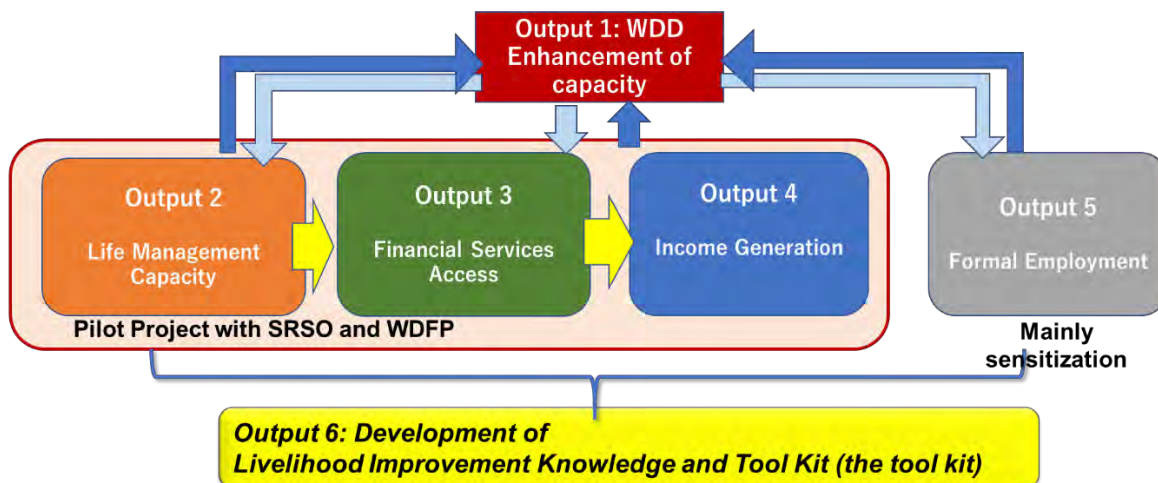 Output 1: WDD
Enhancement of
capacity
Output 2
Life Management
Capacity
Output 3
Financial Services
Access
Output 4
Income Generation
Output 5
Formal Employment
Pilot Project with SRSO and WDFP
Mainly
sensitization
Output 6: Development of
Livelihood Improvement Knowledge and Tool Kit (the tool kit)